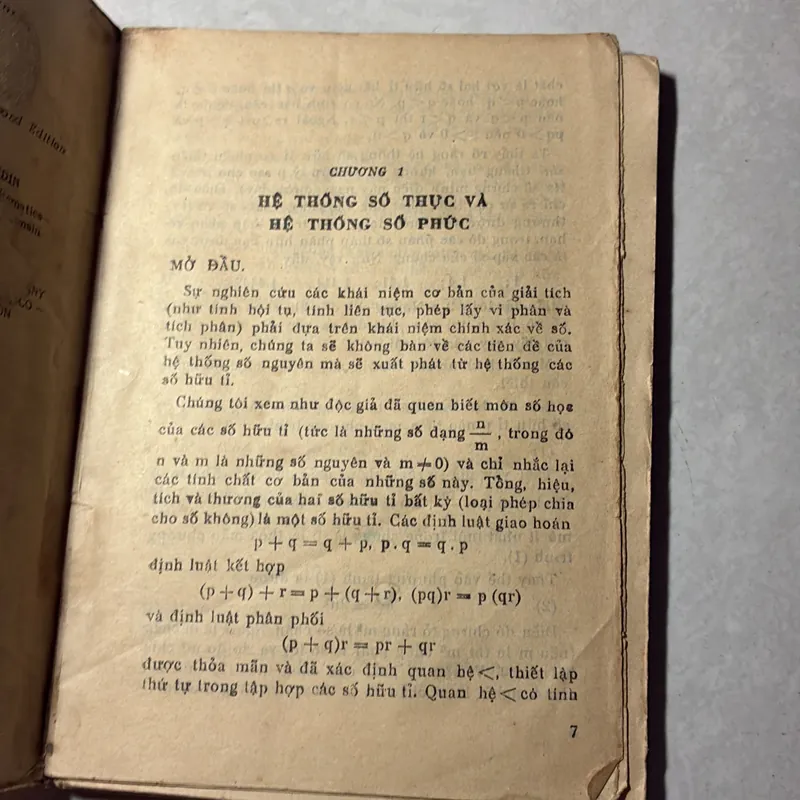 ond Edition
DIN
CHƯƠNG 1
HỆ THỐNG SỐ THỰC VÀ
HỆ THỐNG SỐ PHỨC
MỞ ĐẦU.
Sự nghiên cứu các khái niệm cơ bản của giải tích
(như tính hội tụ, tính liên tục, phép lấy vi phân và
tích phân) phải dựa trên khái niệm chính xác về số.
Tuy nhiên, chúng ta sẽ không bàn về các tiên đề của
hệ thống số nguyên mà sẽ xuất phát từ hệ thống các
số hữu tỉ.
Chúng tôi xem như độc giả đã quen biết môn số học
của các số hữu tỉ (tức là những số dạng n/m, trong đó
n và m là những số nguyên và m ≠ 0) và chỉ nhắc lại
các tính chất cơ bản của những số này. Tổng, hiệu,
tích và thương của hai số hữu tỉ bất kỳ (loại phép chia
cho số không) là một số hữu tỉ. Các định luật giao hoán
p + q = q + p, p.q = q.p
định luật kết hợp
(p + q) + r = p + (q + r), (pq)r = p (qr)
và định luật phân phối
(p + q)r = pr + qr
được thỏa mãn và đã xác định quan hệ <, thiết lập
thứ tự trong tập hợp các số hữu tỉ. Quan hệ < có tính
7